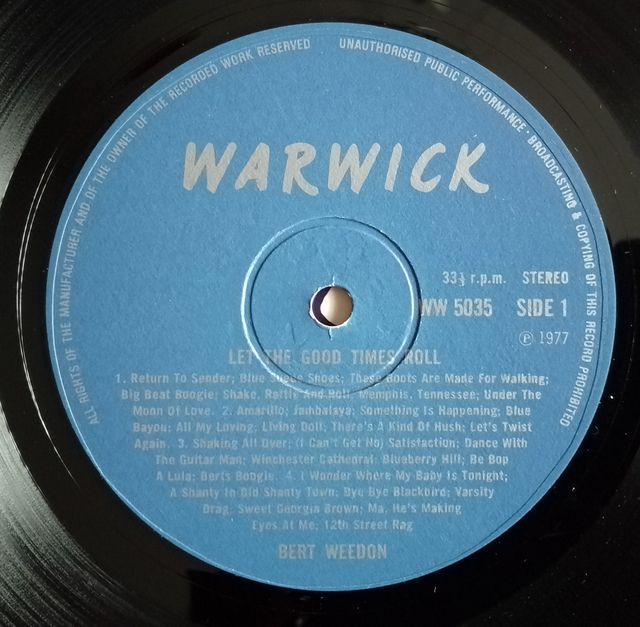 ALL RIGHTS OF THE MANUFACTURER AND OF THE OWNER OF THE RECORDED WORK RESERVED
UNAUTHORISED PUBLIC PERFORMANCE · BROADCASTING & COPYING OF THIS RECORD PROHIBITED
WARWICK
33⅓ r.p.m. STEREO
WW 5035 SIDE 1
℗ 1977
LET THE GOOD TIMES ROLL
1. Return To Sender; Blue Suede Shoes; These Boots Are Made For Walking;
Big Beat Boogie; Shake, Rattle And Roll; Memphis, Tennessee; Under The
Moon Of Love. 2. Amarillo; Jambalaya; Something Is Happening; Blue
Bayou; All My Loving; Living Doll; There's A Kind Of Hush; Let's Twist
Again. 3. Shaking All Over; (I Can't Get No) Satisfaction; Dance With
The Guitar Man; Winchester Cathedral; Blueberry Hill; Be Bop
A Lula; Berts Boogie. 4. I Wonder Where My Baby Is Tonight;
A Shanty In Old Shanty Town; Bye Bye Blackbird; Varsity
Drag; Sweet Georgia Brown; Ma, He's Making
Eyes At Me; 12th Street Rag
BERT WEEDON